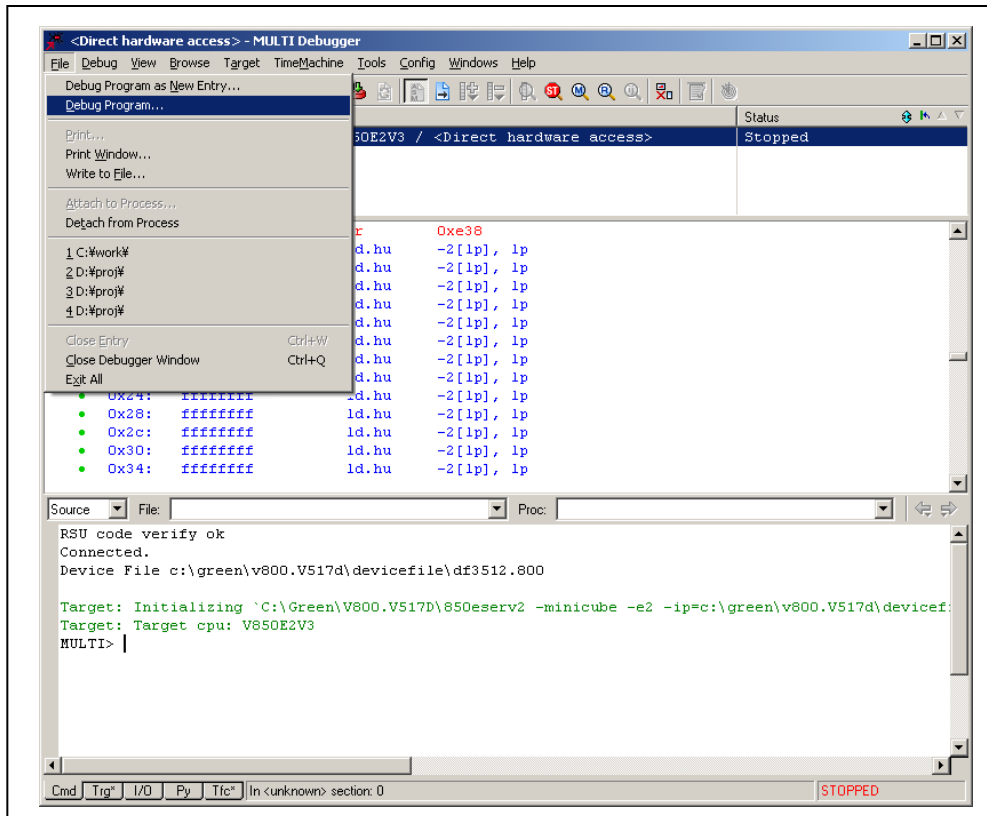 <Direct hardware access> - MULTI Debugger
File Debug View Browse Target TimeMachine Tools Config Windows Help
Debug Program as New Entry...
Debug Program...
Print...
Print Window...
Write to File...
Attach to Process...
Detach from Process
1 C:¥work¥
2 D:¥proj¥
3 D:¥proj¥
4 D:¥proj¥
Close Entry Ctrl+W
Close Debugger Window Ctrl+Q
Exit All
Status
50E2V3 / <Direct hardware access> Stopped
r 0xe38
d.hu -2[lp], lp
d.hu -2[lp], lp
d.hu -2[lp], lp
d.hu -2[lp], lp
d.hu -2[lp], lp
d.hu -2[lp], lp
d.hu -2[lp], lp
d.hu -2[lp], lp
0x24: ffffffff ld.hu -2[lp], lp
0x28: ffffffff ld.hu -2[lp], lp
0x2c: ffffffff ld.hu -2[lp], lp
0x30: ffffffff ld.hu -2[lp], lp
0x34: ffffffff ld.hu -2[lp], lp
Source File: Proc:
RSU code verify ok
Connected.
Device File c:\green\v800.V517d\devicefile\df3512.800
Target: Initializing `C:\Green\V800.V517D\850eserv2 -minicube -e2 -ip=c:\green\v800.V517d\devicef:
Target: Target cpu: V850E2V3
MULTI>
Cmd Trg* I/O Py Tfc* In <unknown> section: 0 STOPPED